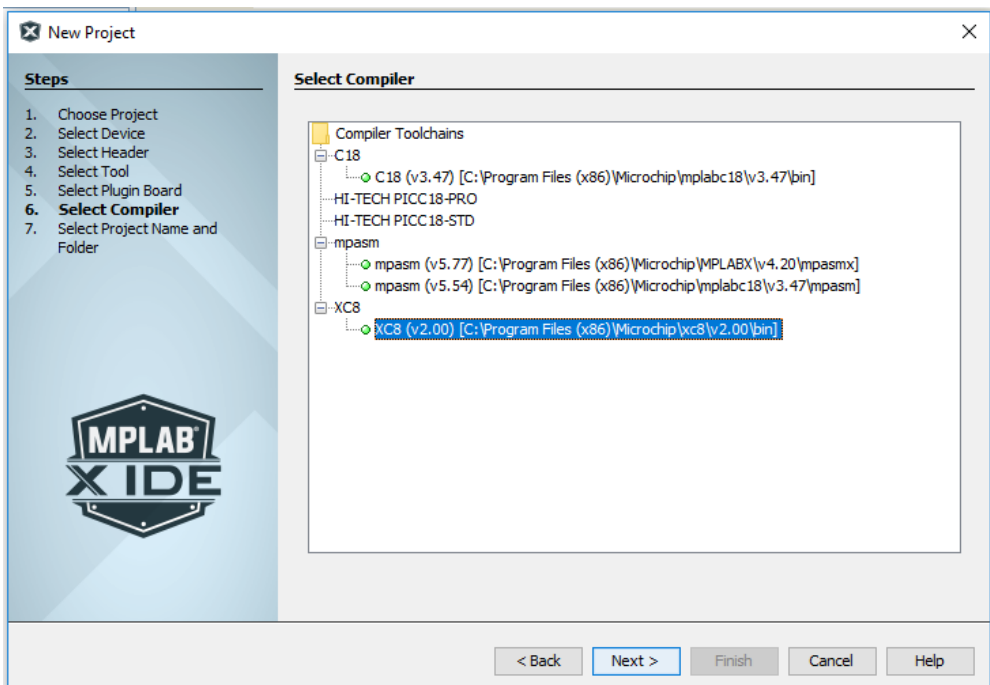 New Project
Steps
1. Choose Project
2. Select Device
3. Select Header
4. Select Tool
5. Select Plugin Board
6. Select Compiler
7. Select Project Name and
Folder
MPLAB®
X IDE
Select Compiler
Compiler Toolchains
C18
C18 (v3.47) [C:\Program Files (x86)\Microchip\mplabc18\v3.47\bin]
HI-TECH PICC18-PRO
HI-TECH PICC18-STD
mpasm
mpasm (v5.77) [C:\Program Files (x86)\Microchip\MPLABX\v4.20\mpasmx]
mpasm (v5.54) [C:\Program Files (x86)\Microchip\mplabc18\v3.47\mpasm]
XC8
XC8 (v2.00) [C:\Program Files (x86)\Microchip\xc8\v2.00\bin]
< Back
Next >
Finish
Cancel
Help